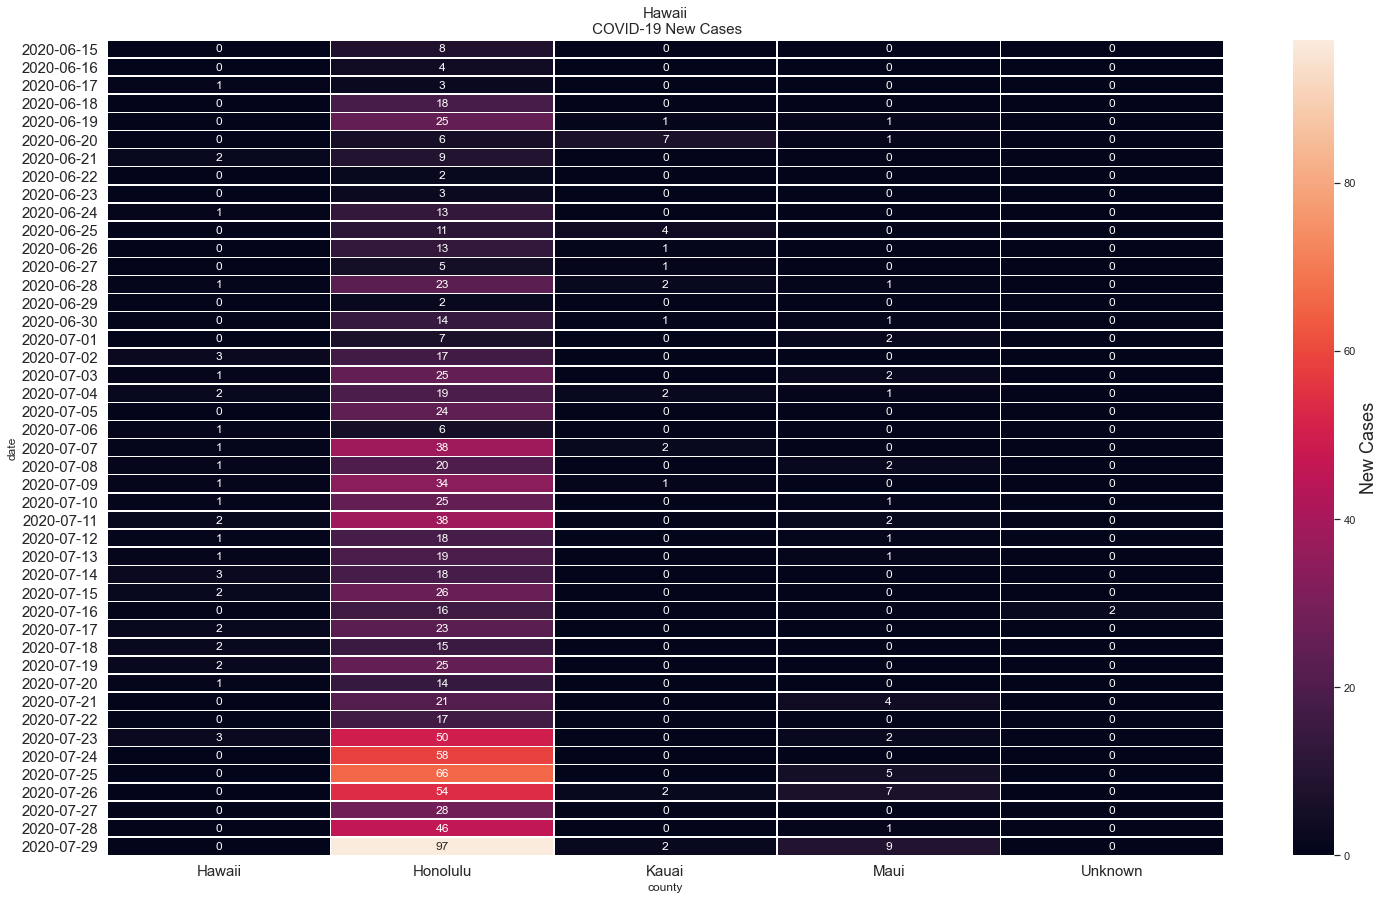 Hawaii
COVID-19 New Cases
2020-06-15 0 8 0 0 0
2020-06-16 0 4 0 0 0
2020-06-17 1 3 0 0 0
2020-06-18 0 18 0 0 0
2020-06-19 0 25 1 1 0
2020-06-20 0 6 7 1 0
2020-06-21 2 9 0 0 0
2020-06-22 0 2 0 0 0
2020-06-23 0 3 0 0 0
2020-06-24 1 13 0 0 0
2020-06-25 0 11 4 0 0
2020-06-26 0 13 1 0 0
2020-06-27 0 5 1 0 0
2020-06-28 1 23 2 1 0
2020-06-29 0 2 0 0 0
2020-06-30 0 14 1 1 0
2020-07-01 0 7 0 2 0
2020-07-02 3 17 0 0 0
2020-07-03 1 25 0 2 0
2020-07-04 2 19 2 1 0
2020-07-05 0 24 0 0 0
2020-07-06 1 6 0 0 0
2020-07-07 1 38 2 0 0
2020-07-08 1 20 0 2 0
2020-07-09 1 34 1 0 0
2020-07-10 1 25 0 1 0
2020-07-11 2 38 0 2 0
2020-07-12 1 18 0 1 0
2020-07-13 1 19 0 1 0
2020-07-14 3 18 0 0 0
2020-07-15 2 26 0 0 0
2020-07-16 0 16 0 0 2
2020-07-17 2 23 0 0 0
2020-07-18 2 15 0 0 0
2020-07-19 2 25 0 0 0
2020-07-20 1 14 0 0 0
2020-07-21 0 21 0 4 0
2020-07-22 0 17 0 0 0
2020-07-23 3 50 0 2 0
2020-07-24 0 58 0 0 0
2020-07-25 0 66 0 5 0
2020-07-26 0 54 2 7 0
2020-07-27 0 28 0 0 0
2020-07-28 0 46 0 1 0
2020-07-29 0 97 2 9 0
Hawaii Honolulu Kauai Maui Unknown
county
date
80
60
40
20
0
New Cases